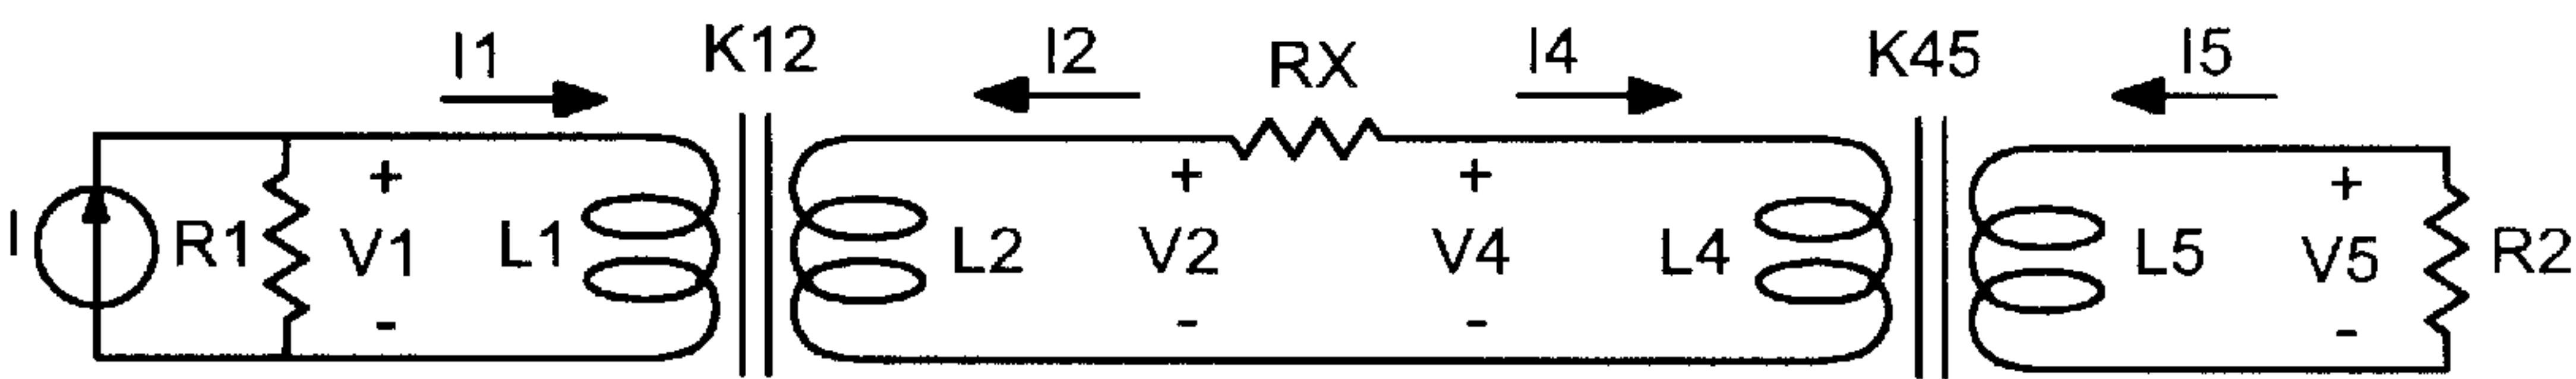 I1 K12 I2 RX I4 K45 I5
+ + + +
I R1 V1 L1 L2 V2 V4 L4 L5 V5 R2
- - - -